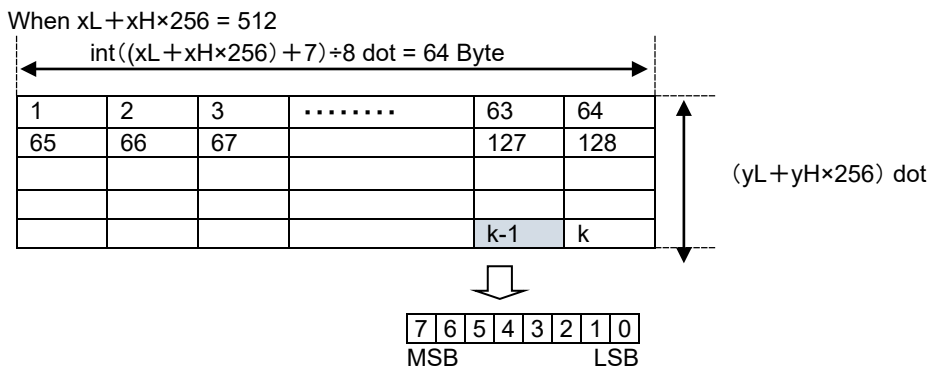 When xL＋xH×256 = 512
int（(xL＋xH×256）＋7）÷8 dot = 64 Byte
1 2 3 ‥‥‥‥ 63 64
65 66 67 127 128
（yL＋yH×256）dot
k-1 k
7 6 5 4 3 2 1 0
MSB LSB